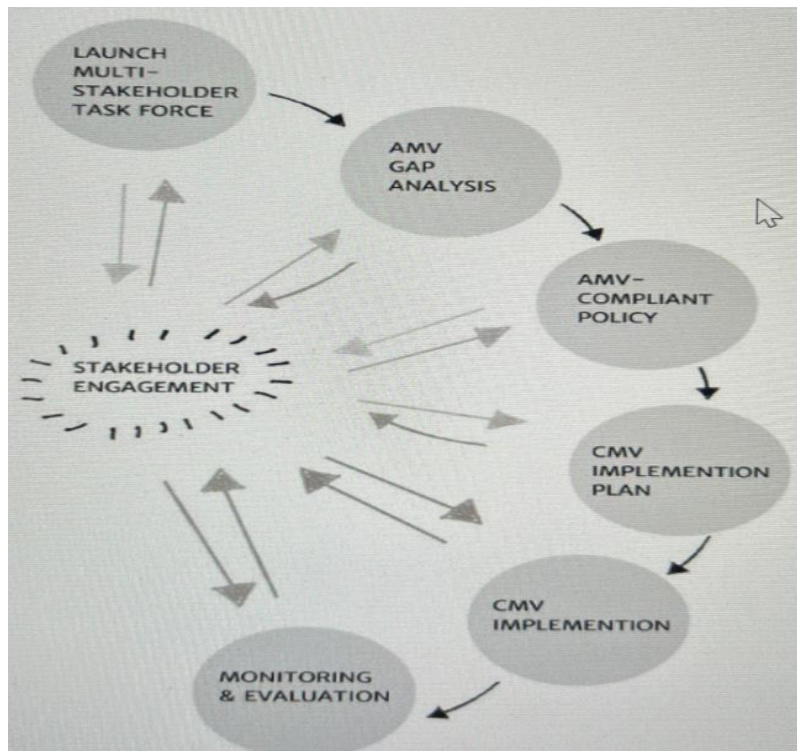 LAUNCH
MULTI-
STAKEHOLDER
TASK FORCE
AMV
GAP
ANALYSIS
AMV-
COMPLIANT
POLICY
STAKEHOLDER
ENGAGEMENT
CMV
IMPLEMENTION
PLAN
CMV
IMPLEMENTION
MONITORING
& EVALUATION